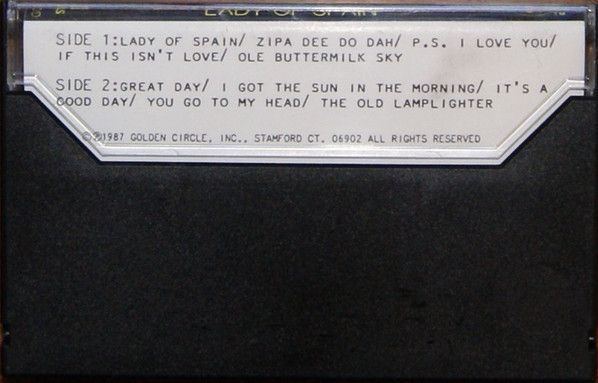 LADY OF SPAIN
SIDE 1:LADY OF SPAIN/ ZIPA DEE DO DAH/ P.S. I LOVE YOU/
IF THIS ISN'T LOVE/ OLE BUTTERMILK SKY
SIDE 2:GREAT DAY/ I GOT THE SUN IN THE MORNING/ IT'S A
GOOD DAY/ YOU GO TO MY HEAD/ THE OLD LAMPLIGHTER
©℗1987 GOLDEN CIRCLE, INC., STAMFORD CT. 06902 ALL RIGHTS RESERVED